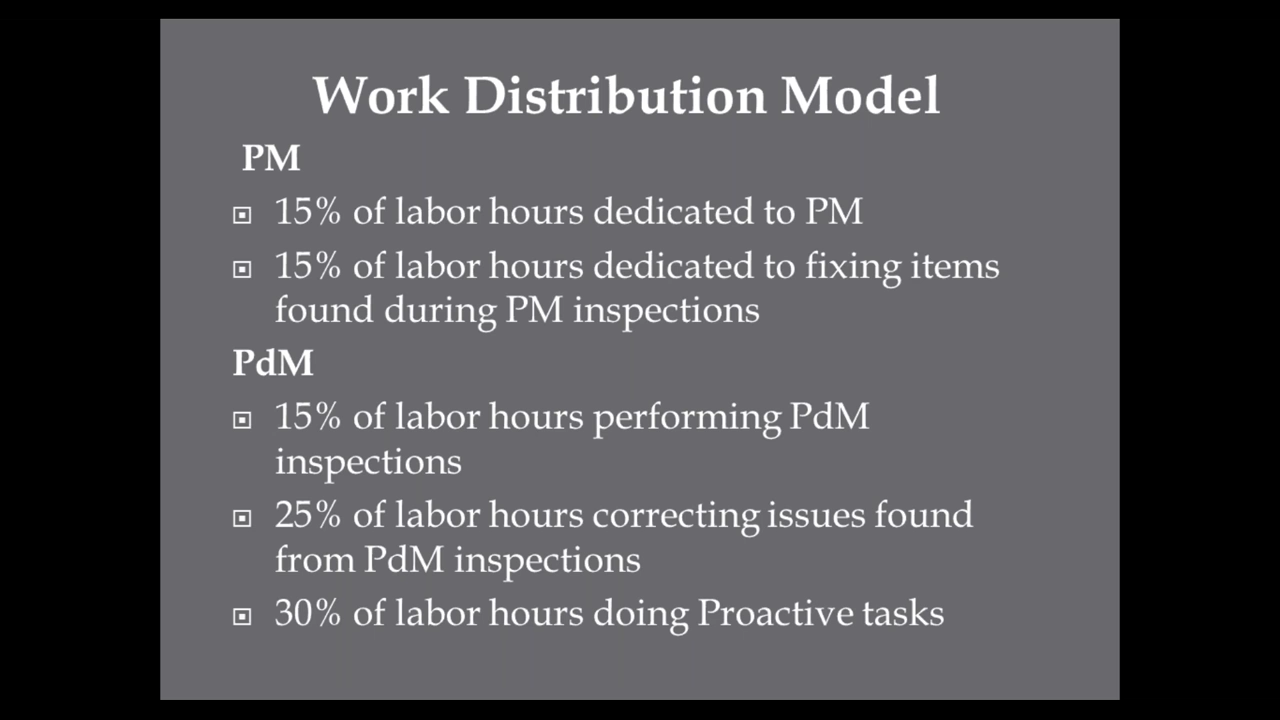 Work Distribution Model
PM
15% of labor hours dedicated to PM
15% of labor hours dedicated to fixing items
found during PM inspections
PdM
15% of labor hours performing PdM
inspections
25% of labor hours correcting issues found
from PdM inspections
30% of labor hours doing Proactive tasks